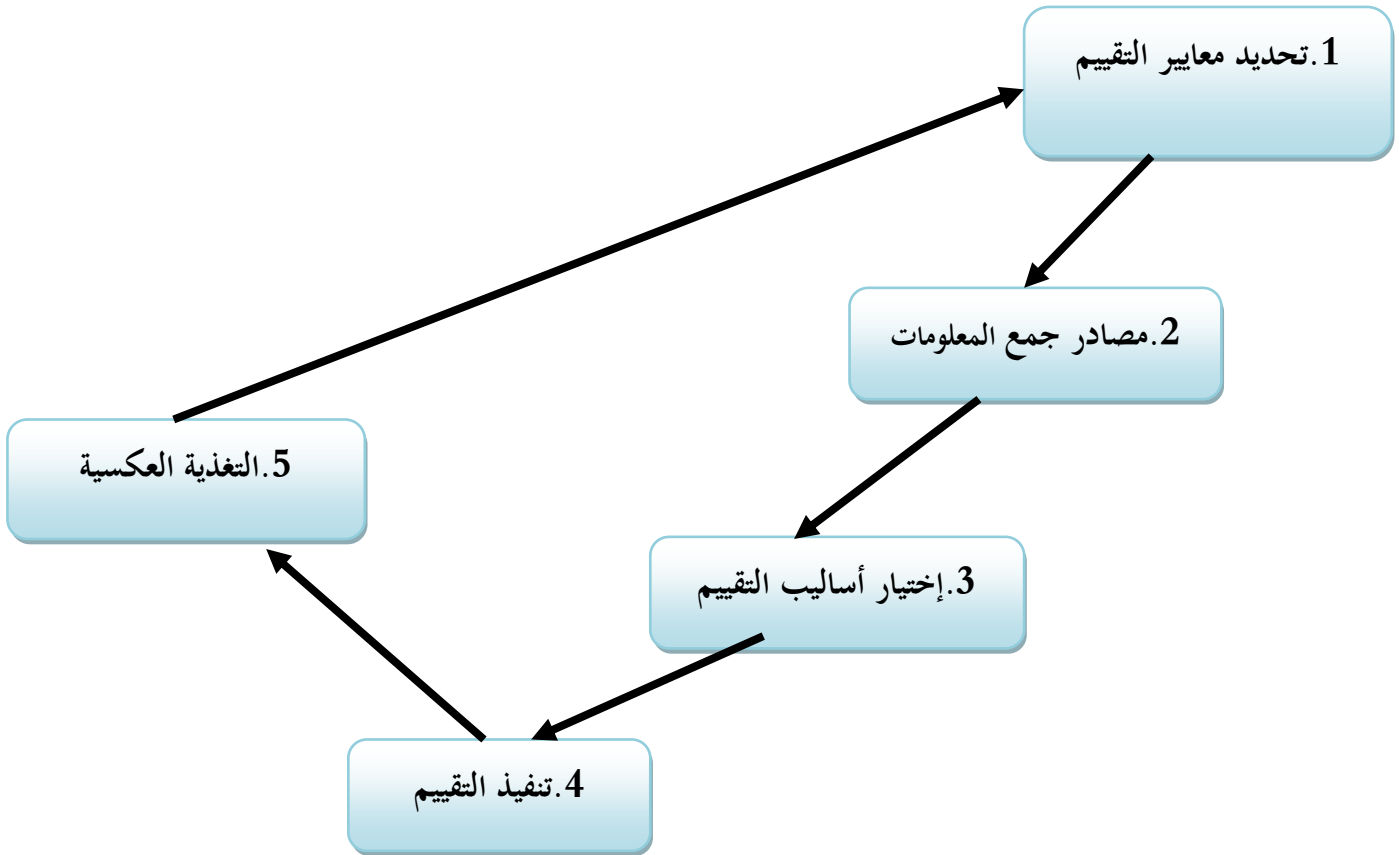 1.تحديد معايير التقييم
2.مصادر جمع المعلومات
3.إختيار أساليب التقييم
4.تنفيذ التقييم
5.التغذية العكسية